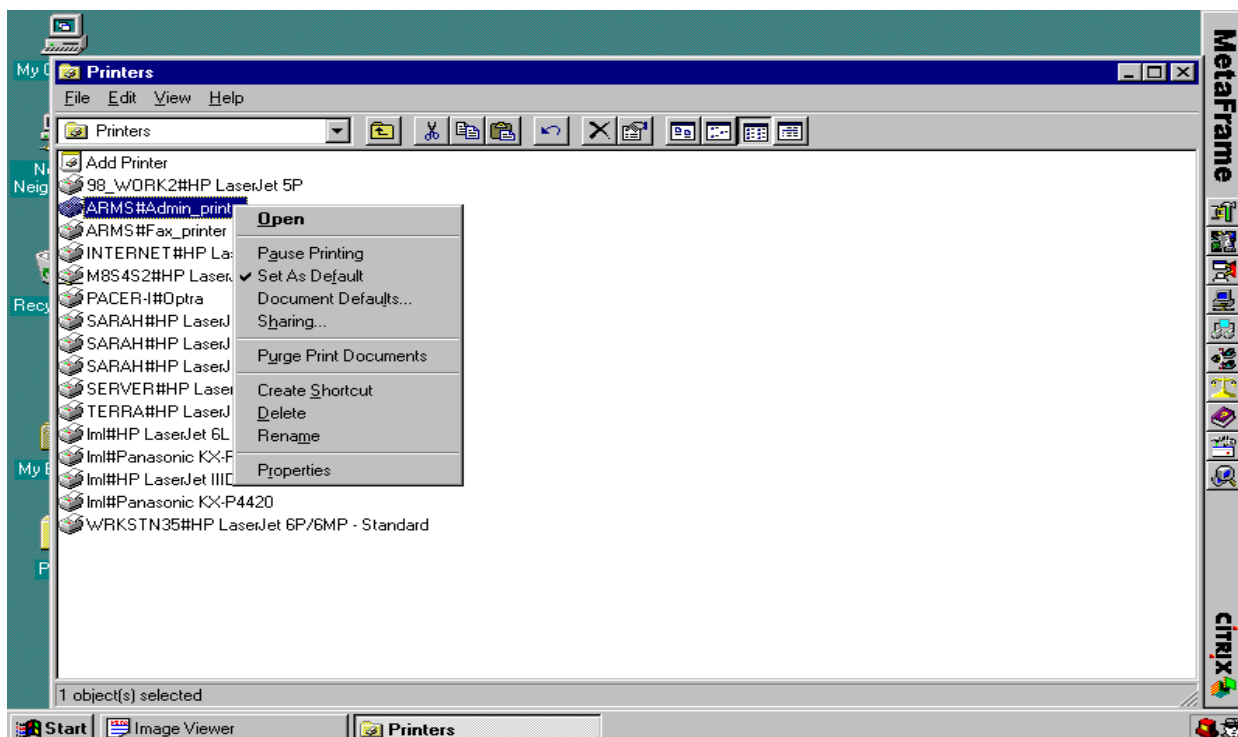 My C
Printers
File Edit View Help
Printers
Add Printer
98_WORK2#HP LaserJet 5P
ARMS#Admin_print
ARMS#Fax_printer
INTERNET#HP La
M8S4S2#HP Laser
PACER-I#Optra
SARAH#HP LaserJ
SARAH#HP LaserJ
SARAH#HP LaserJ
SERVER#HP Laser
TERRA#HP LaserJ
lml#HP LaserJet 6L
lml#Panasonic KX-P
lml#HP LaserJet IIID
lml#Panasonic KX-P4420
WRKSTN35#HP LaserJet 6P/6MP - Standard
Open
Pause Printing
Set As Default
Document Defaults...
Sharing...
Purge Print Documents
Create Shortcut
Delete
Rename
Properties
Neig
Recy
My
P
1 object(s) selected
Start
Image Viewer
Printers
MetaFrame
CiTRIX